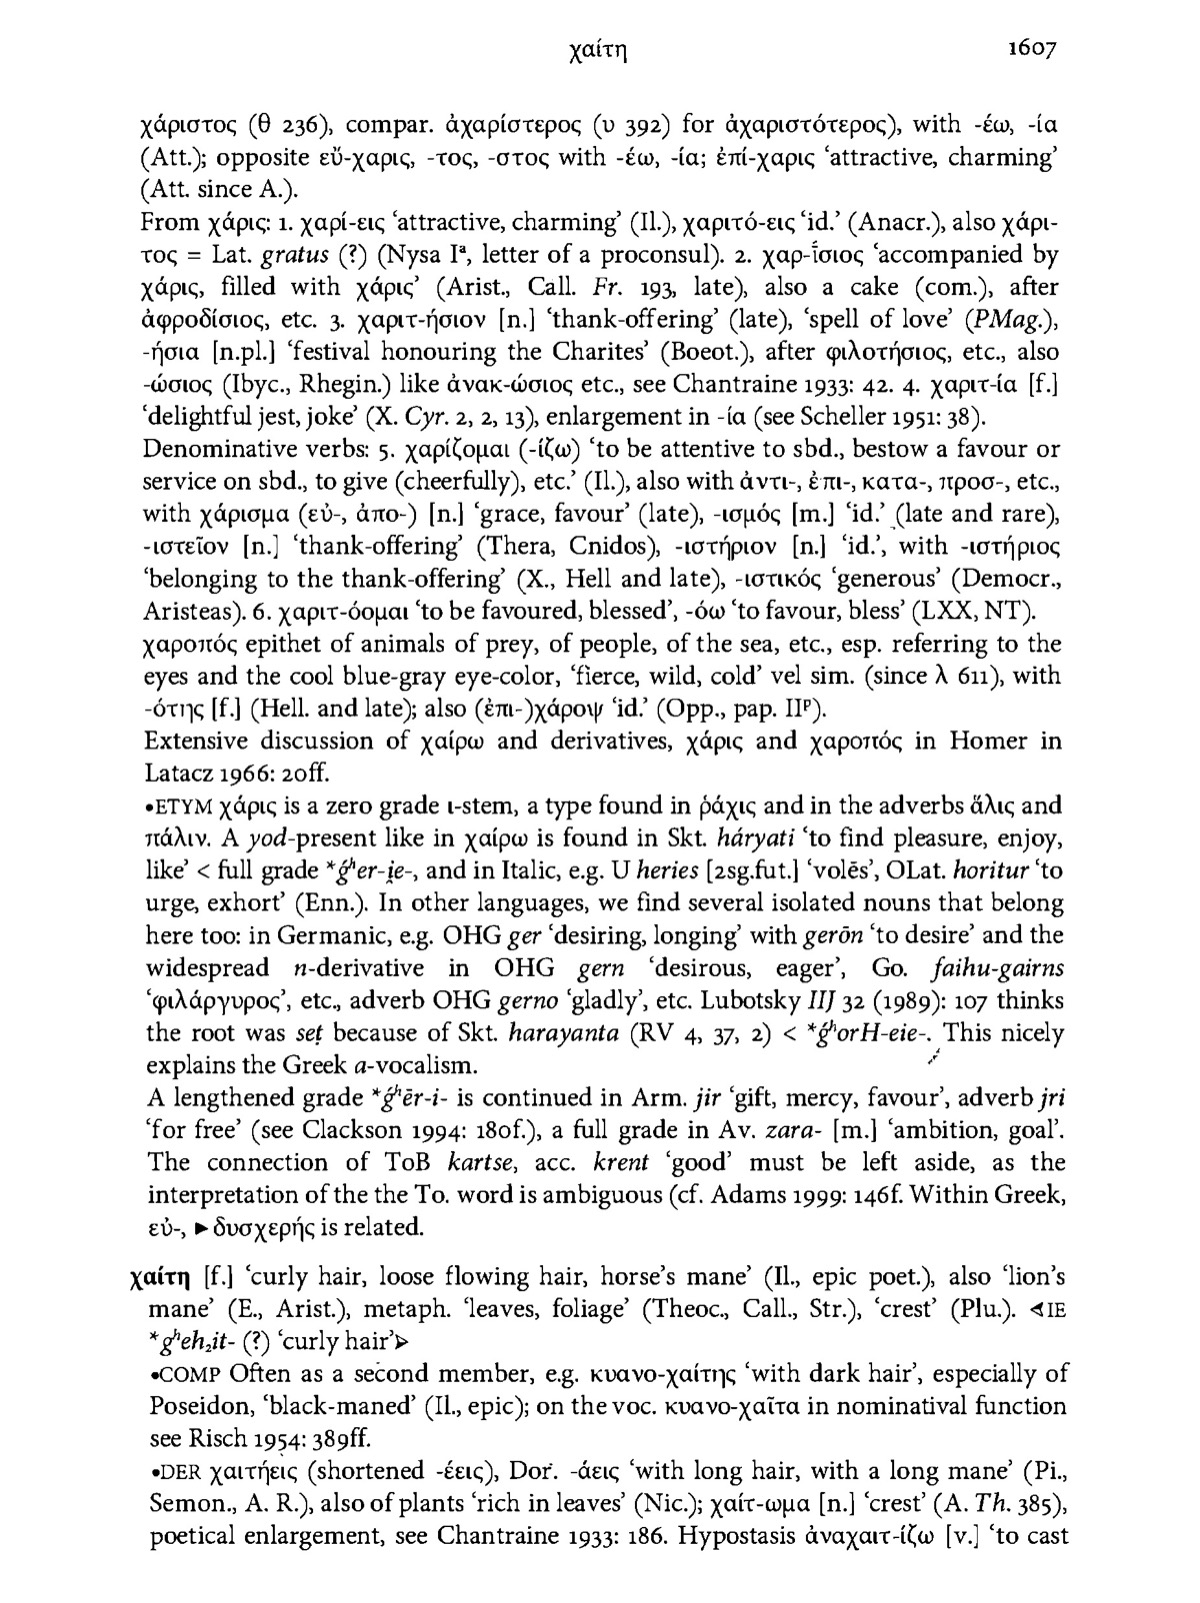 χαίτη 1607
χάριστος (θ 236), compar. ἀχαρίστερος (υ 392) for ἀχαριστότερος), with -έω, -ία
(Att.); opposite εὔ-χαρις, -τος, -στος with -έω, -ία; ἐπί-χαρις ‘attractive, charming’
(Att. since A.).
From χάρις: 1. χαρί-εις ‘attractive, charming’ (Il.), χαριτό-εις ‘id.’ (Anacr.), also χάρι-
τος = Lat. gratus (?) (Nysa Iᵃ, letter of a proconsul). 2. χαρ-ΐσιος ‘accompanied by
χάρις, filled with χάρις’ (Arist., Call. Fr. 193, late), also a cake (com.), after
ἀφροδίσιος, etc. 3. χαριτ-ήσιον [n.] ‘thank-offering’ (late), ‘spell of love’ (PMag.),
-ήσια [n.pl.] ‘festival honouring the Charites’ (Boeot.), after φιλοτήσιος, etc., also
-ώσιος (Ibyc., Rhegin.) like ἀνακ-ώσιος etc., see Chantraine 1933: 42. 4. χαριτ-ία [f.]
‘delightful jest, joke’ (X. Cyr. 2, 2, 13), enlargement in -ία (see Scheller 1951: 38).
Denominative verbs: 5. χαρίζομαι (-ίζω) ‘to be attentive to sbd., bestow a favour or
service on sbd., to give (cheerfully), etc.’ (Il.), also with ἀντι-, ἐπι-, κατα-, προσ-, etc.,
with χάρισμα (εὐ-, ἀπο-) [n.] ‘grace, favour’ (late), -ισμός [m.] ‘id.’ (late and rare),
-ιστεῖον [n.] ‘thank-offering’ (Thera, Cnidos), -ιστήριον [n.] ‘id.’, with -ιστήριος
‘belonging to the thank-offering’ (X., Hell and late), -ιστικός ‘generous’ (Democr.,
Aristeas). 6. χαριτ-όομαι ‘to be favoured, blessed’, -όω ‘to favour, bless’ (LXX, NT).
χαροπός epithet of animals of prey, of people, of the sea, etc., esp. referring to the
eyes and the cool blue-gray eye-color, ‘fierce, wild, cold’ vel sim. (since λ 611), with
-ότης [f.] (Hell. and late); also (ἐπι-)χάροψ ‘id.’ (Opp., pap. IIᵖ).
Extensive discussion of χαίρω and derivatives, χάρις and χαροπός in Homer in
Latacz 1966: 20ff.
•ETYM χάρις is a zero grade ι-stem, a type found in ῥάχις and in the adverbs ἅλις and
πάλιν. A yod-present like in χαίρω is found in Skt. háryati ‘to find pleasure, enjoy,
like’ < full grade *ǵʰer-i̯e-, and in Italic, e.g. U heries [2sg.fut.] ‘volēs’, OLat. horitur ‘to
urge, exhort’ (Enn.). In other languages, we find several isolated nouns that belong
here too: in Germanic, e.g. OHG ger ‘desiring, longing’ with gerōn ‘to desire’ and the
widespread n-derivative in OHG gern ‘desirous, eager’, Go. faihu-gairns
‘φιλάργυρος’, etc., adverb OHG gerno ‘gladly’, etc. Lubotsky IIJ 32 (1989): 107 thinks
the root was seṭ because of Skt. harayanta (RV 4, 37, 2) < *ǵʰorH-eie-. This nicely
explains the Greek a-vocalism.
A lengthened grade *ǵʰēr-i- is continued in Arm. jir ‘gift, mercy, favour’, adverb jri
‘for free’ (see Clackson 1994: 180f.), a full grade in Av. zara- [m.] ‘ambition, goal’.
The connection of ToB kartse, acc. krent ‘good’ must be left aside, as the
interpretation of the the To. word is ambiguous (cf. Adams 1999: 146f. Within Greek,
εὐ-, ►δυσχερής is related.
χαίτη [f.] ‘curly hair, loose flowing hair, horse’s mane’ (Il., epic poet.), also ‘lion’s
mane’ (E., Arist.), metaph. ‘leaves, foliage’ (Theoc., Call., Str.), ‘crest’ (Plu.). ⊲IE
*gʰeh₂it- (?) ‘curly hair’⊳
•COMP Often as a second member, e.g. κυανο-χαίτης ‘with dark hair’, especially of
Poseidon, ‘black-maned’ (Il., epic); on the voc. κυανο-χαῖτα in nominatival function
see Risch 1954: 389ff.
•DER χαιτήεις (shortened -έεις), Dor. -άεις ‘with long hair, with a long mane’ (Pi.,
Semon., A. R.), also of plants ‘rich in leaves’ (Nic.); χαίτ-ωμα [n.] ‘crest’ (A. Th. 385),
poetical enlargement, see Chantraine 1933: 186. Hypostasis ἀναχαιτ-ίζω [v.] ‘to cast